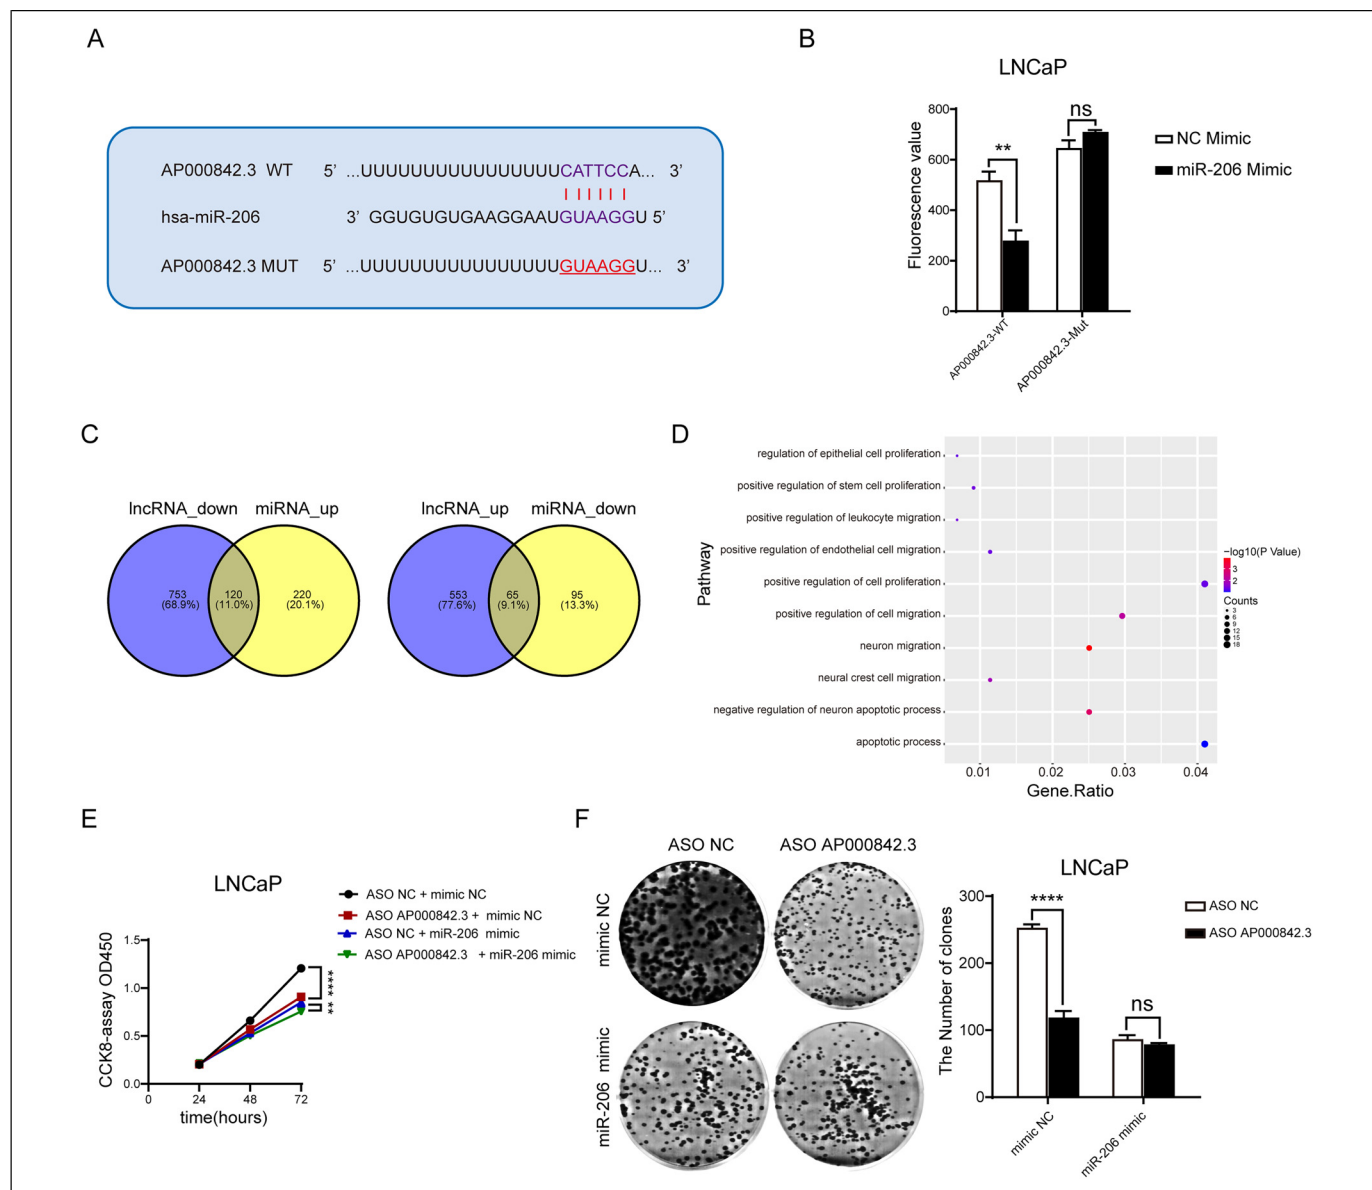 A
AP000842.3 WT 5’ ...UUUUUUUUUUUUUUUUUCATTCCA... 3’
hsa-miR-206 3’ GGUGUGUGAAGGAAUGUAAGGU 5’
AP000842.3 MUT 5’ ...UUUUUUUUUUUUUUUUUGUAAGGU... 3’
B
LNCaP
Fluorescence value
800
600
400
200
0
**
ns
NC Mimic
miR-206 Mimic
AP000842.3-WT
AP000842.3-Mut
C
lncRNA_down miRNA_up
753
(68.9%)
120
(11.0%)
220
(20.1%)
lncRNA_up miRNA_down
553
(77.6%)
65
(9.1%)
95
(13.3%)
D
Pathway
regulation of epithelial cell proliferation
positive regulation of stem cell proliferation
positive regulation of leukocyte migration
positive regulation of endothelial cell migration
positive regulation of cell proliferation
positive regulation of cell migration
neuron migration
neural crest cell migration
negative regulation of neuron apoptotic process
apoptotic process
0.01 0.02 0.03 0.04
Gene.Ratio
−log10(P Value)
3
2
Counts
3
6
9
12
15
18
E
LNCaP
ASO NC + mimic NC
ASO AP000842.3 + mimic NC
ASO NC + miR-206 mimic
ASO AP000842.3 + miR-206 mimic
CCK8-assay OD450
1.5
1.0
0.5
0.0
0 24 48 72
time(hours)
****
**
F
ASO NC ASO AP000842.3
mimic NC
miR-206 mimic
LNCaP
The Number of clones
300
200
100
0
****
ns
ASO NC
ASO AP000842.3
mimic NC
miR-206 mimic